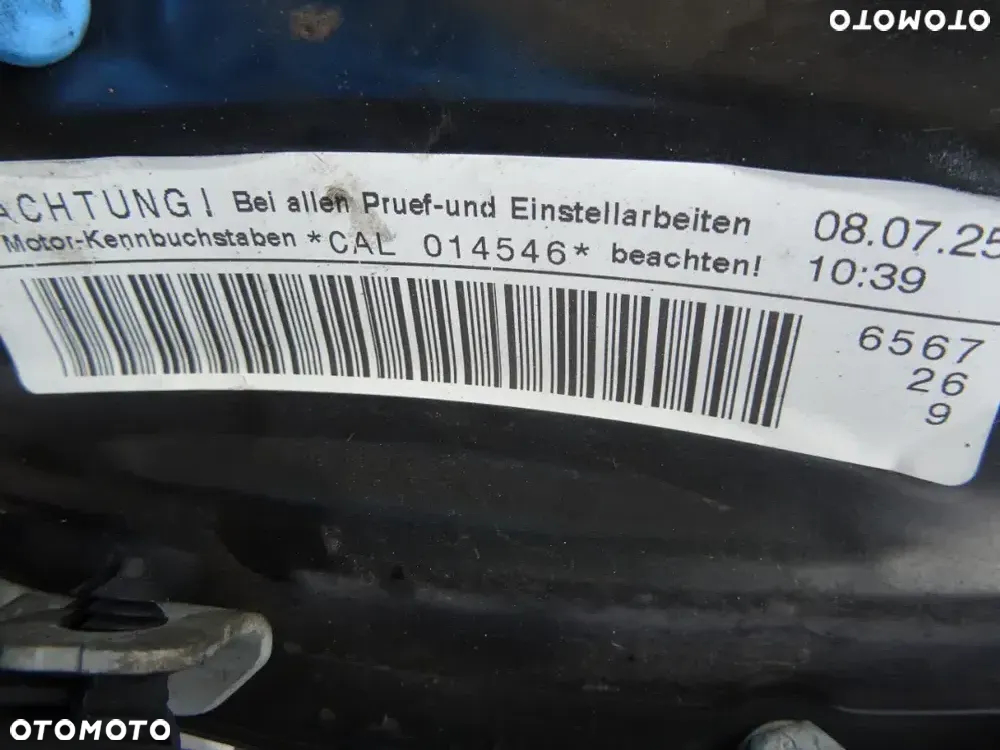 OTOMOTO
ACHTUNG! Bei allen Pruef-und Einstellarbeiten
Motor-Kennbuchstaben *CAL 014546* beachten!
08.07.25
10:39
6567
26
9
OTOMOTO